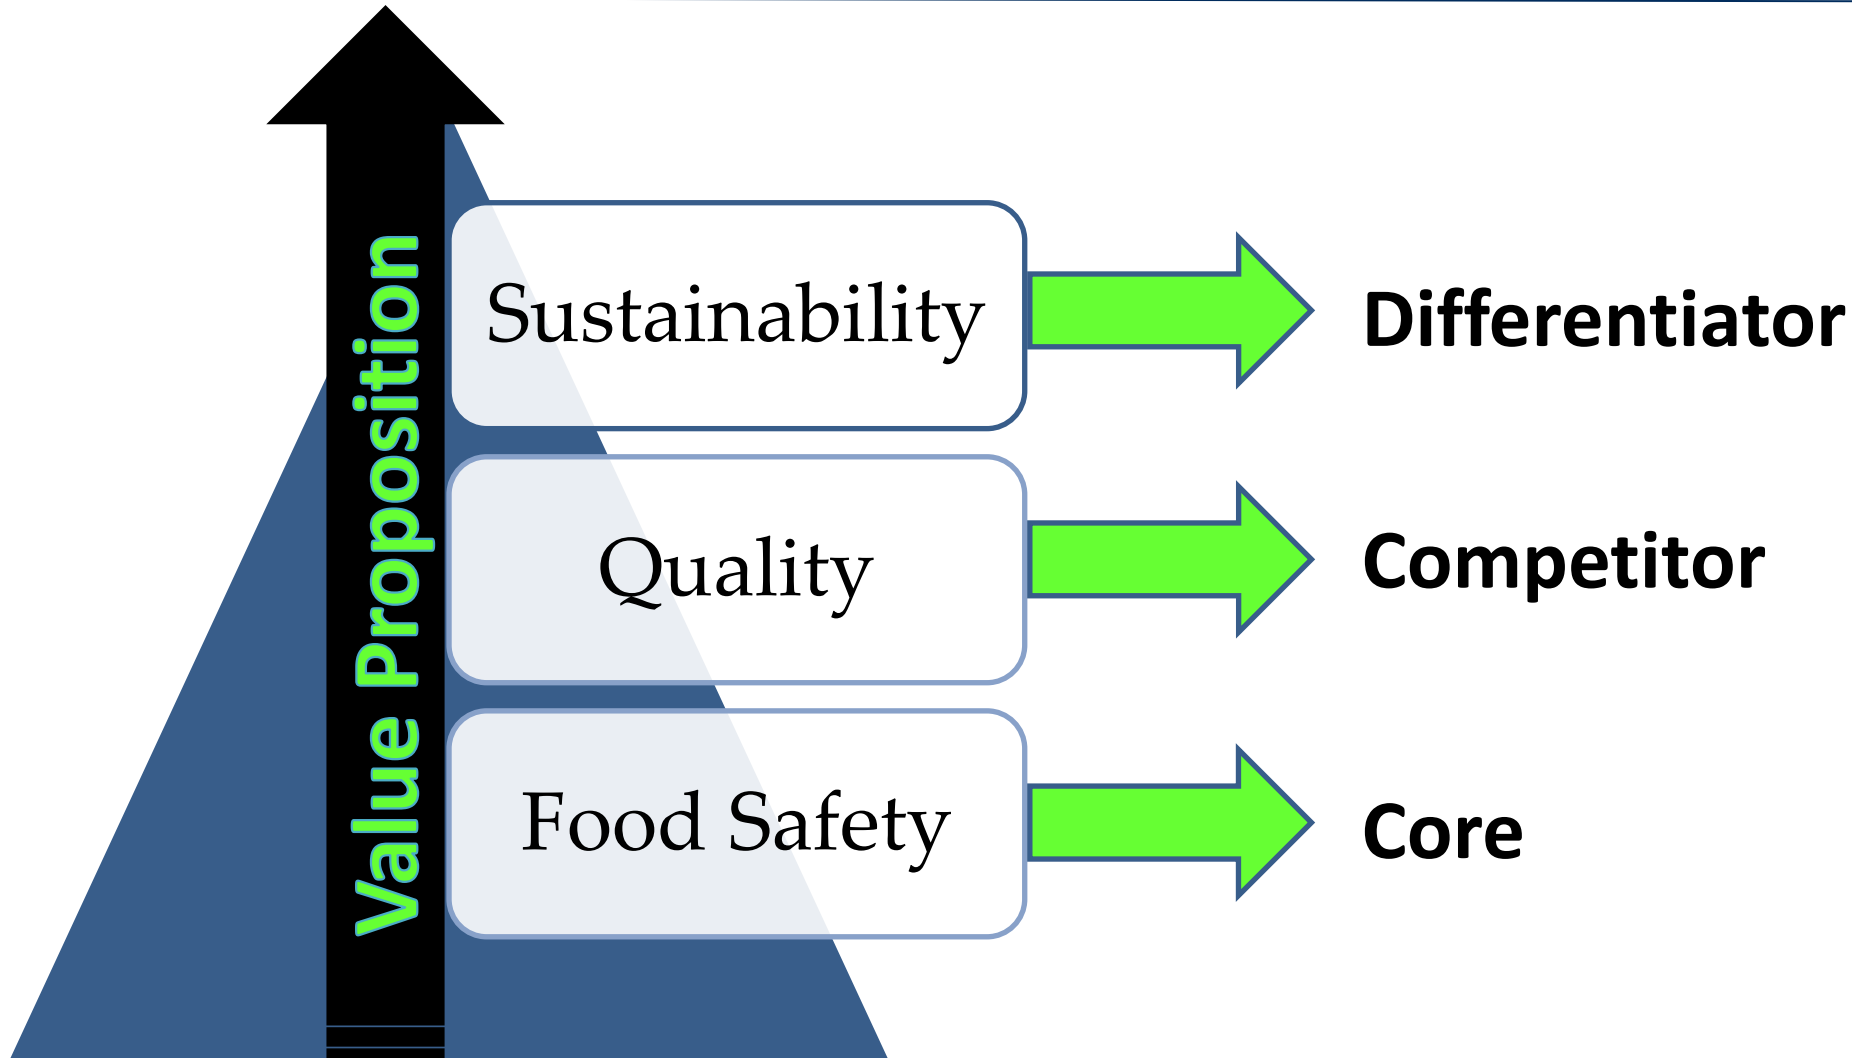 Value Proposition
Sustainability
Differentiator
Quality
Competitor
Food Safety
Core